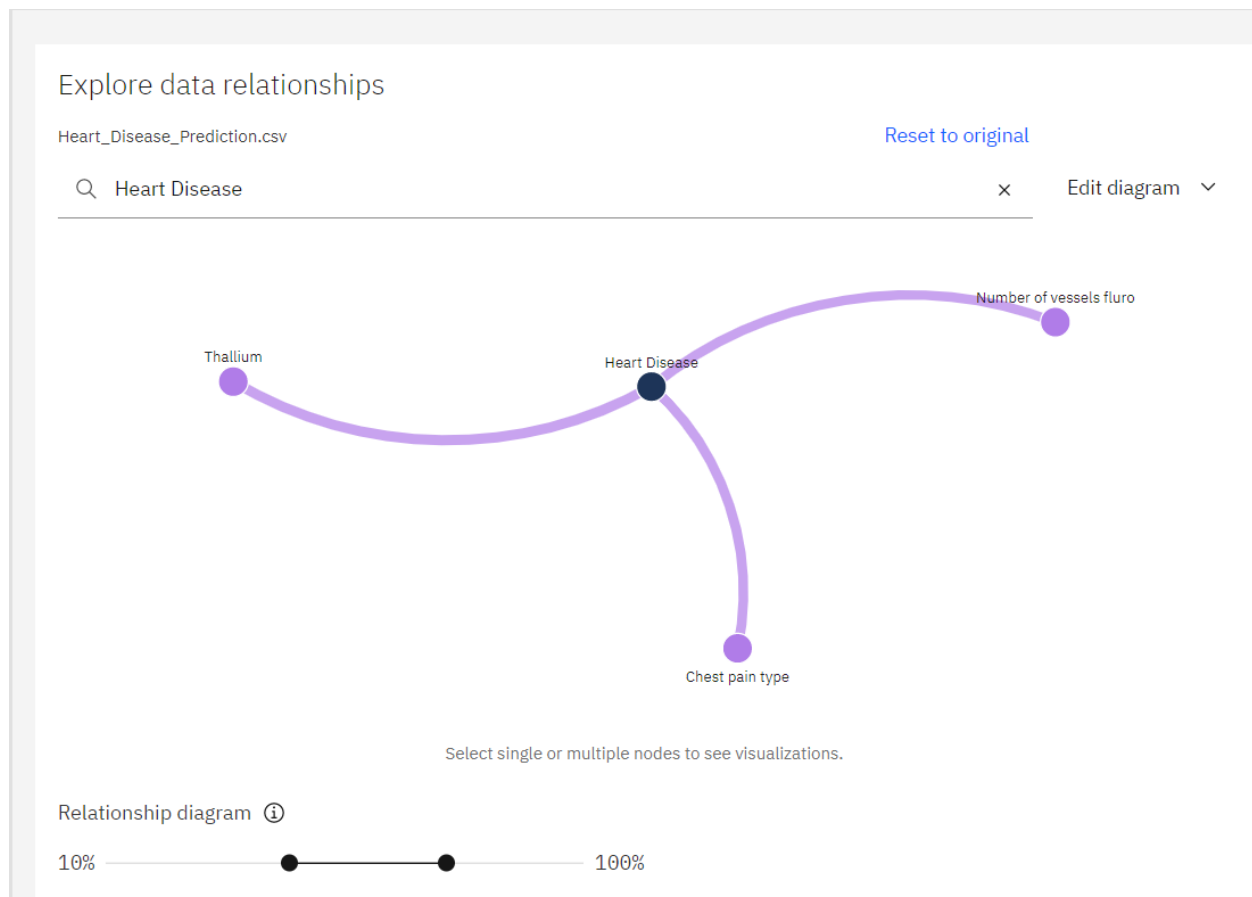 Explore data relationships
Heart_Disease_Prediction.csv
Reset to original
Heart Disease
Edit diagram
Number of vessels fluro
Thallium
Heart Disease
Chest pain type
Select single or multiple nodes to see visualizations.
Relationship diagram
10%
100%